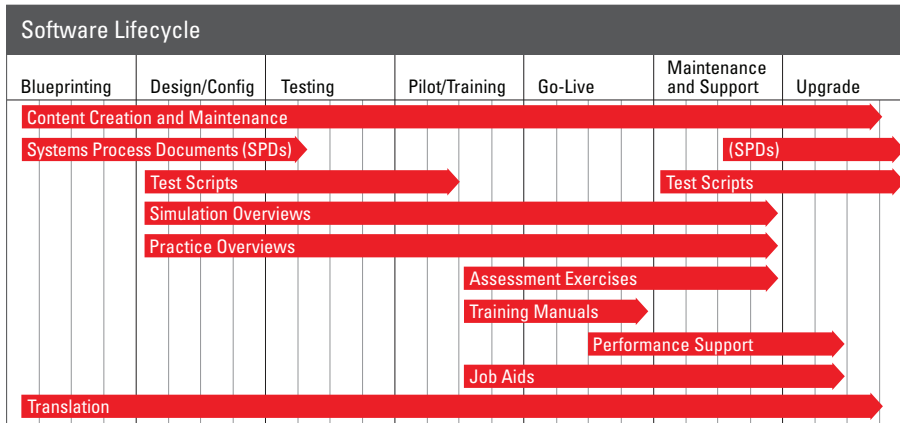 Software Lifecycle
Blueprinting
Design/Config
Testing
Pilot/Training
Go-Live
Maintenance
and Support
Upgrade
Content Creation and Maintenance
Systems Process Documents (SPDs)
(SPDs)
Test Scripts
Test Scripts
Simulation Overviews
Practice Overviews
Assessment Exercises
Training Manuals
Performance Support
Job Aids
Translation